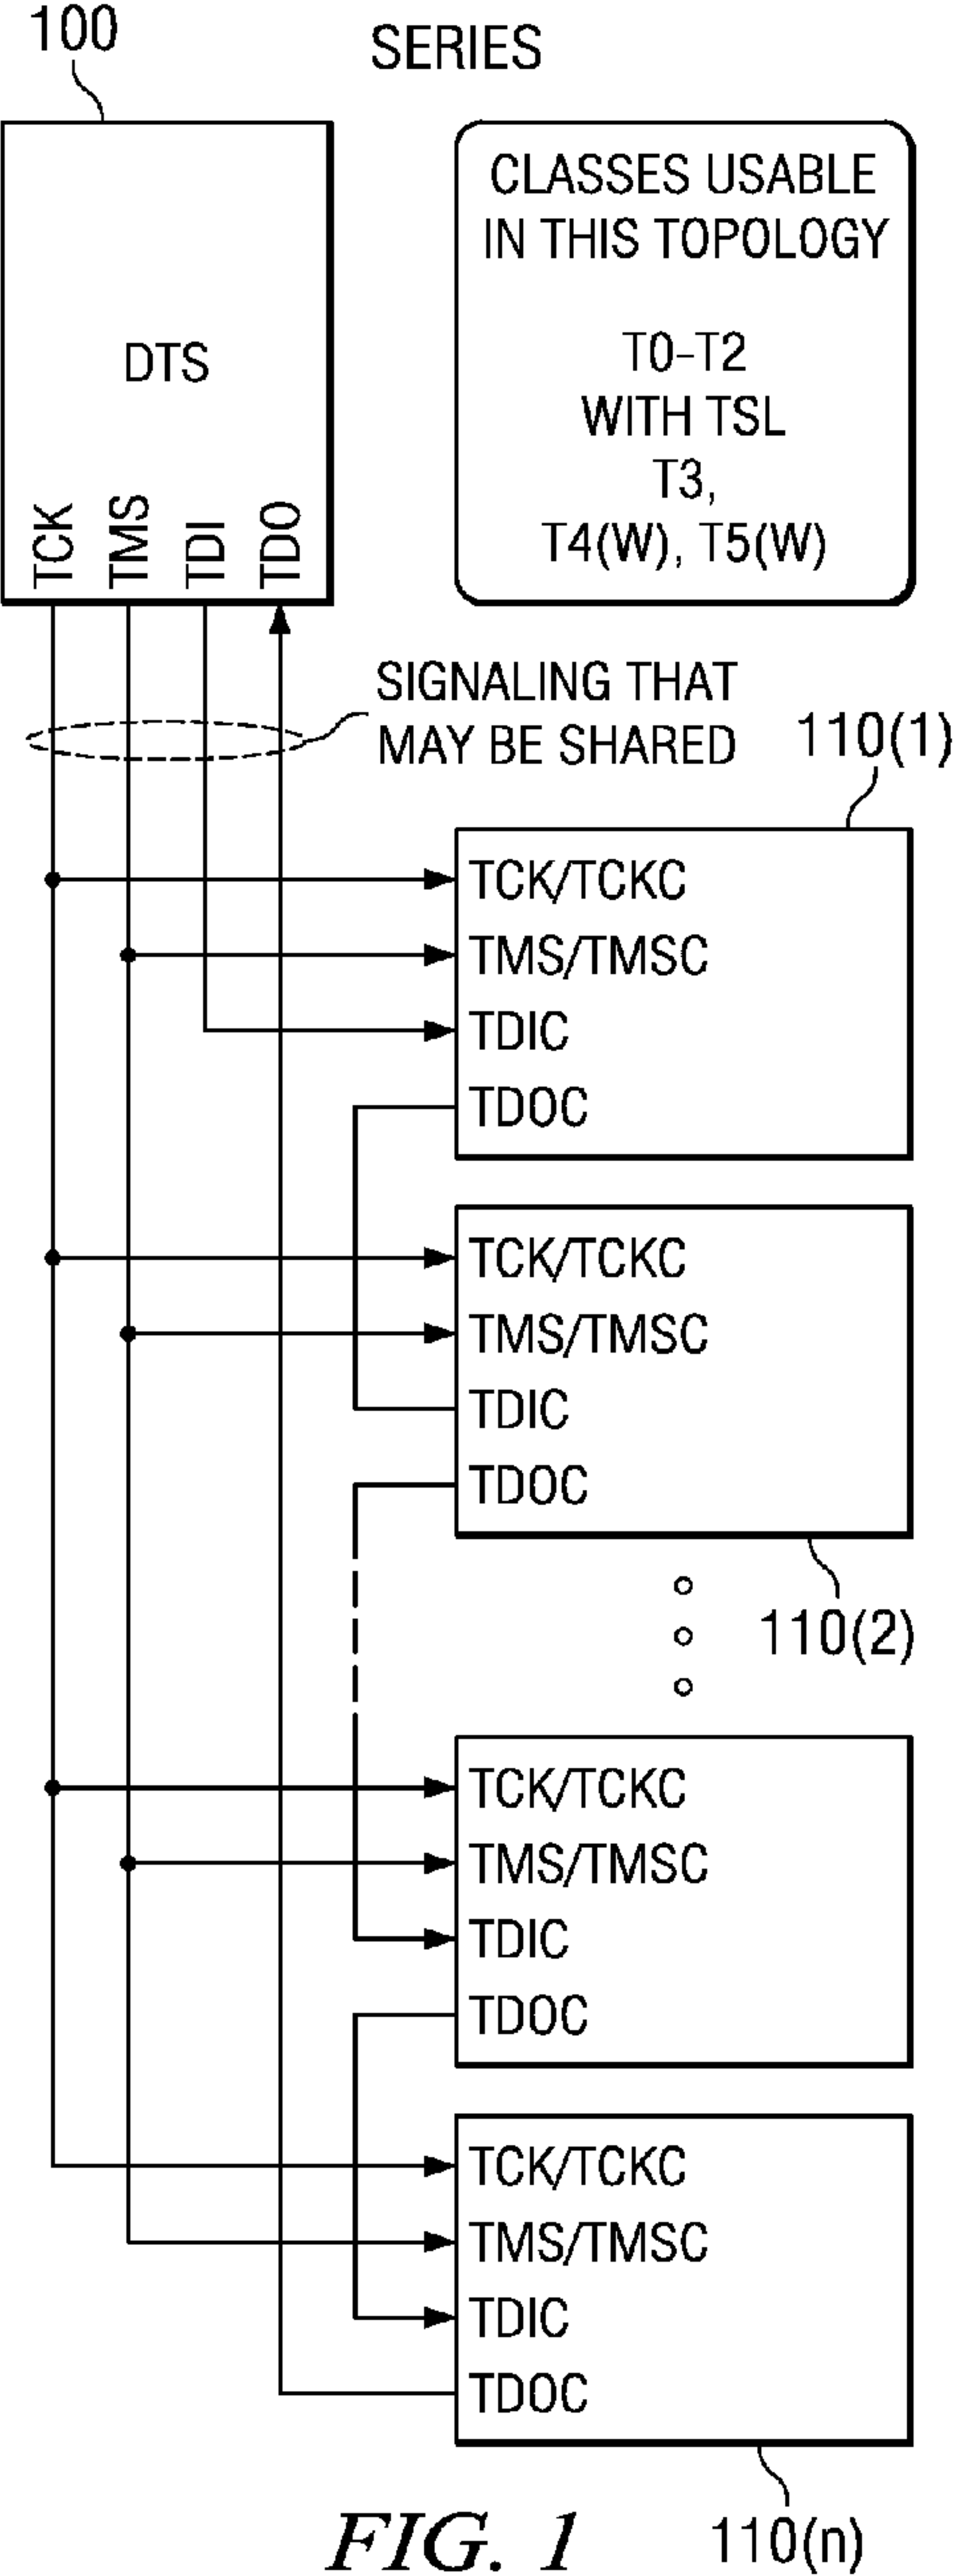 100
SERIES
CLASSES USABLE
IN THIS TOPOLOGY
T0-T2
WITH TSL
T3,
T4(W), T5(W)
DTS
TCK
TMS
TDI
TDO
SIGNALING THAT
MAY BE SHARED
110(1)
TCK/TCKC
TMS/TMSC
TDIC
TDOC
TCK/TCKC
TMS/TMSC
TDIC
TDOC
110(2)
TCK/TCKC
TMS/TMSC
TDIC
TDOC
TCK/TCKC
TMS/TMSC
TDIC
TDOC
110(n)
FIG. 1